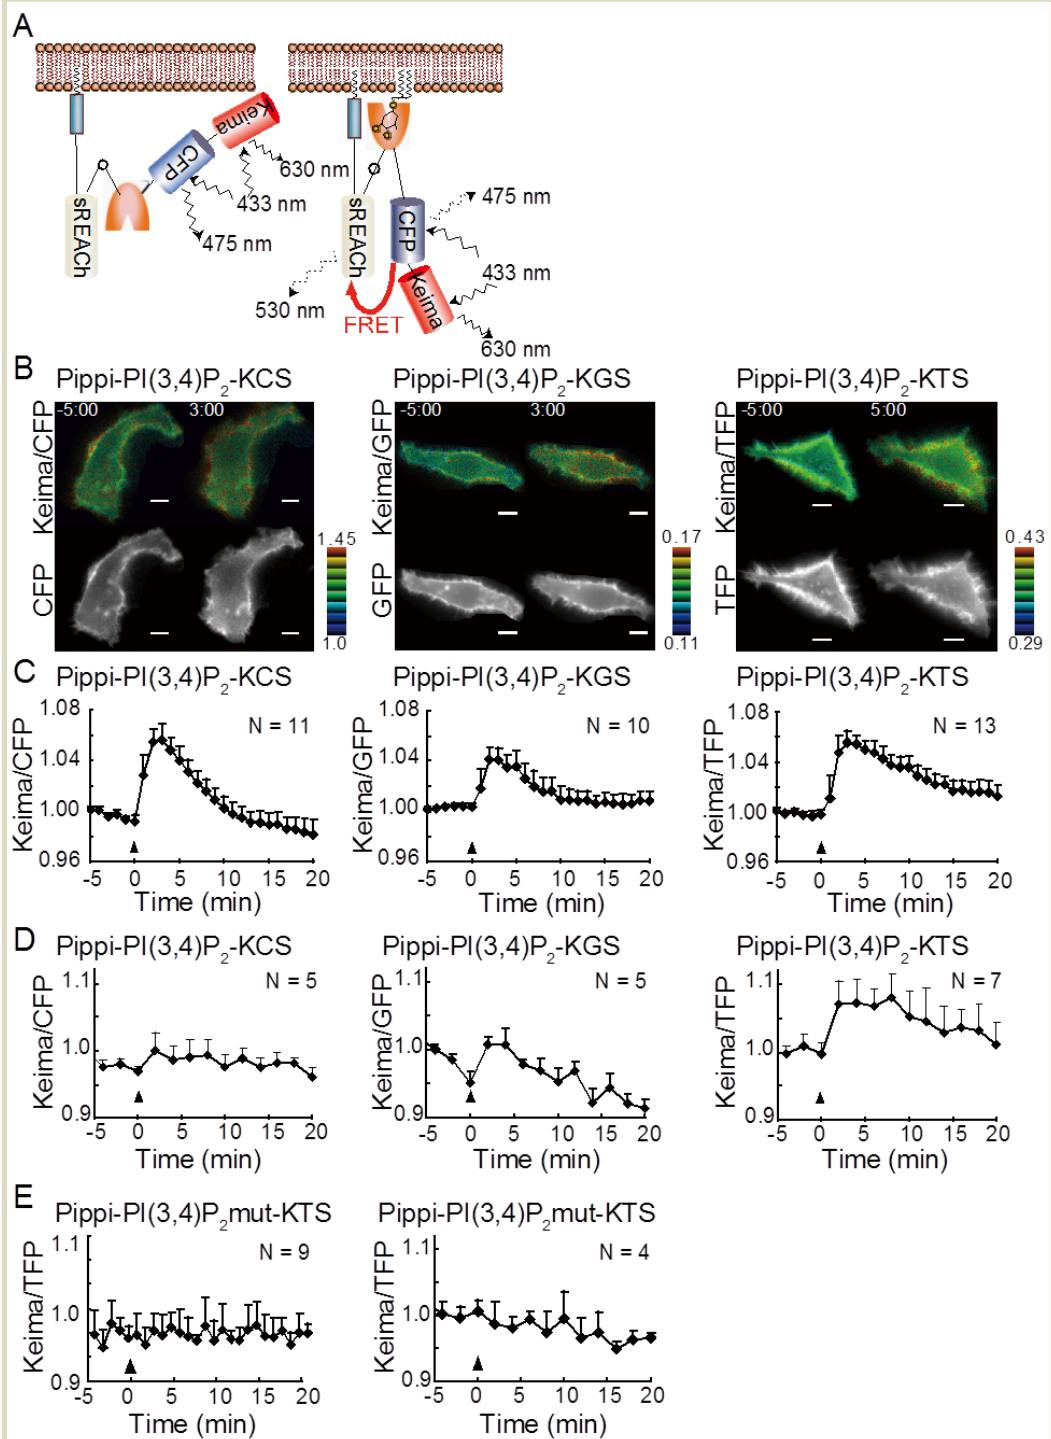 A
Keima
CFP
630 nm
433 nm
sREACh
475 nm
475 nm
sREACh
CFP
433 nm
Keima
530 nm
FRET
630 nm
B
Pippi-PI(3,4)P2-KCS
Pippi-PI(3,4)P2-KGS
Pippi-PI(3,4)P2-KTS
-5:00
3:00
-5:00
3:00
-5:00
5:00
Keima/CFP
Keima/GFP
Keima/TFP
CFP
GFP
TFP
1.45
1.0
0.17
0.11
0.43
0.29
C
Pippi-PI(3,4)P2-KCS
Keima/CFP
1.08
1.04
1.00
0.96
N = 11
-5 0 5 10 15 20
Time (min)
Pippi-PI(3,4)P2-KGS
Keima/GFP
1.08
1.04
1.00
0.96
N = 10
-5 0 5 10 15 20
Time (min)
Pippi-PI(3,4)P2-KTS
Keima/TFP
1.08
1.04
1.00
0.96
N = 13
-5 0 5 10 15 20
Time (min)
D
Pippi-PI(3,4)P2-KCS
Keima/CFP
1.1
1.0
0.9
N = 5
-5 0 5 10 15 20
Time (min)
Pippi-PI(3,4)P2-KGS
Keima/GFP
1.1
1.0
0.9
N = 5
-5 0 5 10 15 20
Time (min)
Pippi-PI(3,4)P2-KTS
Keima/TFP
1.1
1.0
0.9
N = 7
-5 0 5 10 15 20
Time (min)
E
Pippi-PI(3,4)P2mut-KTS
Keima/TFP
1.1
1.0
0.9
N = 9
-5 0 5 10 15 20
Time (min)
Pippi-PI(3,4)P2mut-KTS
Keima/TFP
1.1
1.0
0.9
N = 4
-5 0 5 10 15 20
Time (min)